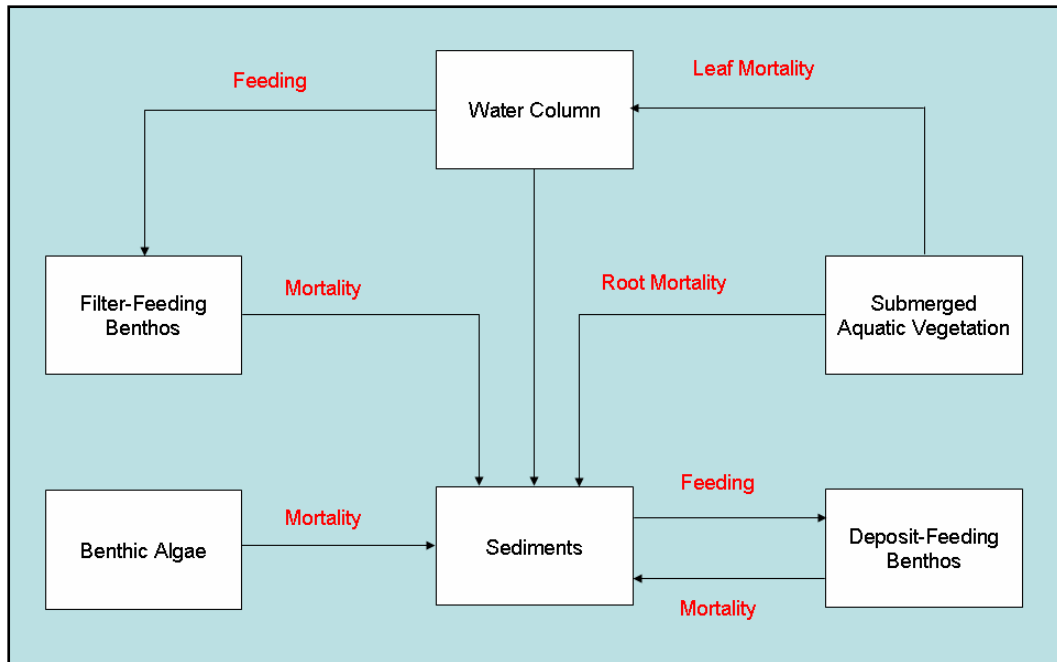 Feeding
Water Column
Leaf Mortality
Filter-Feeding
Benthos
Mortality
Root Mortality
Submerged
Aquatic Vegetation
Benthic Algae
Mortality
Sediments
Feeding
Deposit-Feeding
Benthos
Mortality